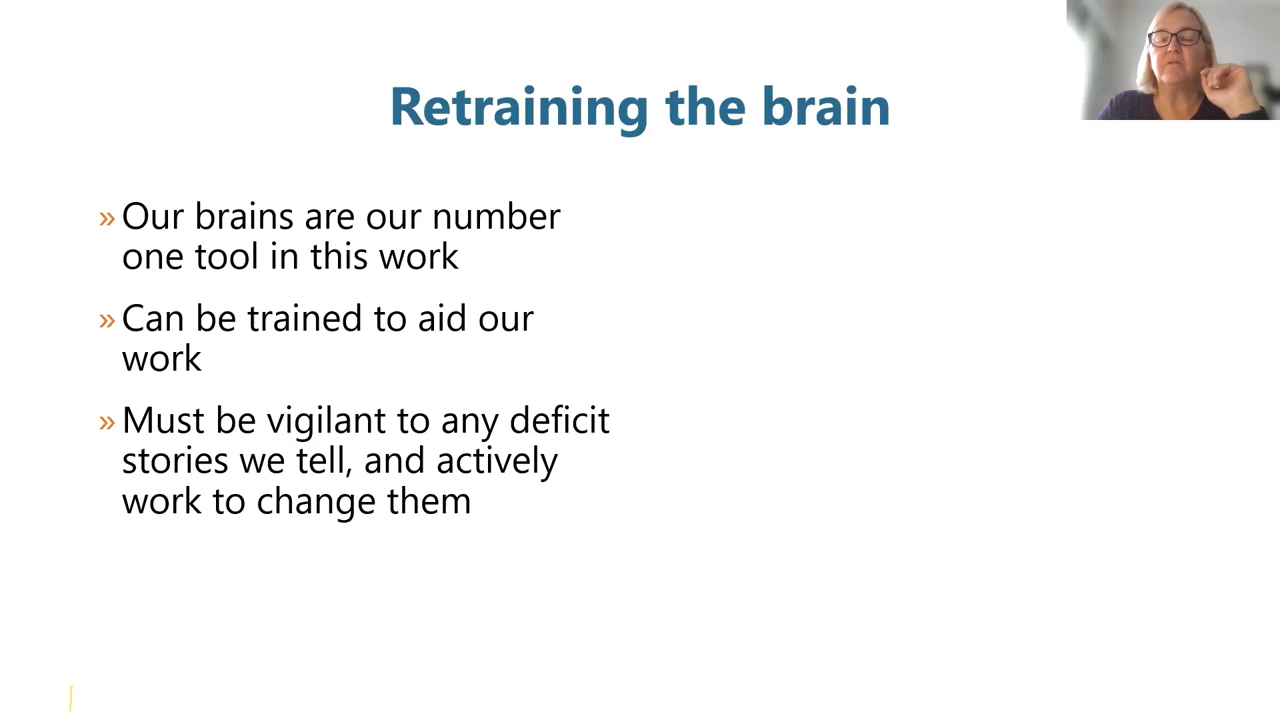 Retraining the brain
» Our brains are our number
one tool in this work
» Can be trained to aid our
work
» Must be vigilant to any deficit
stories we tell, and actively
work to change them